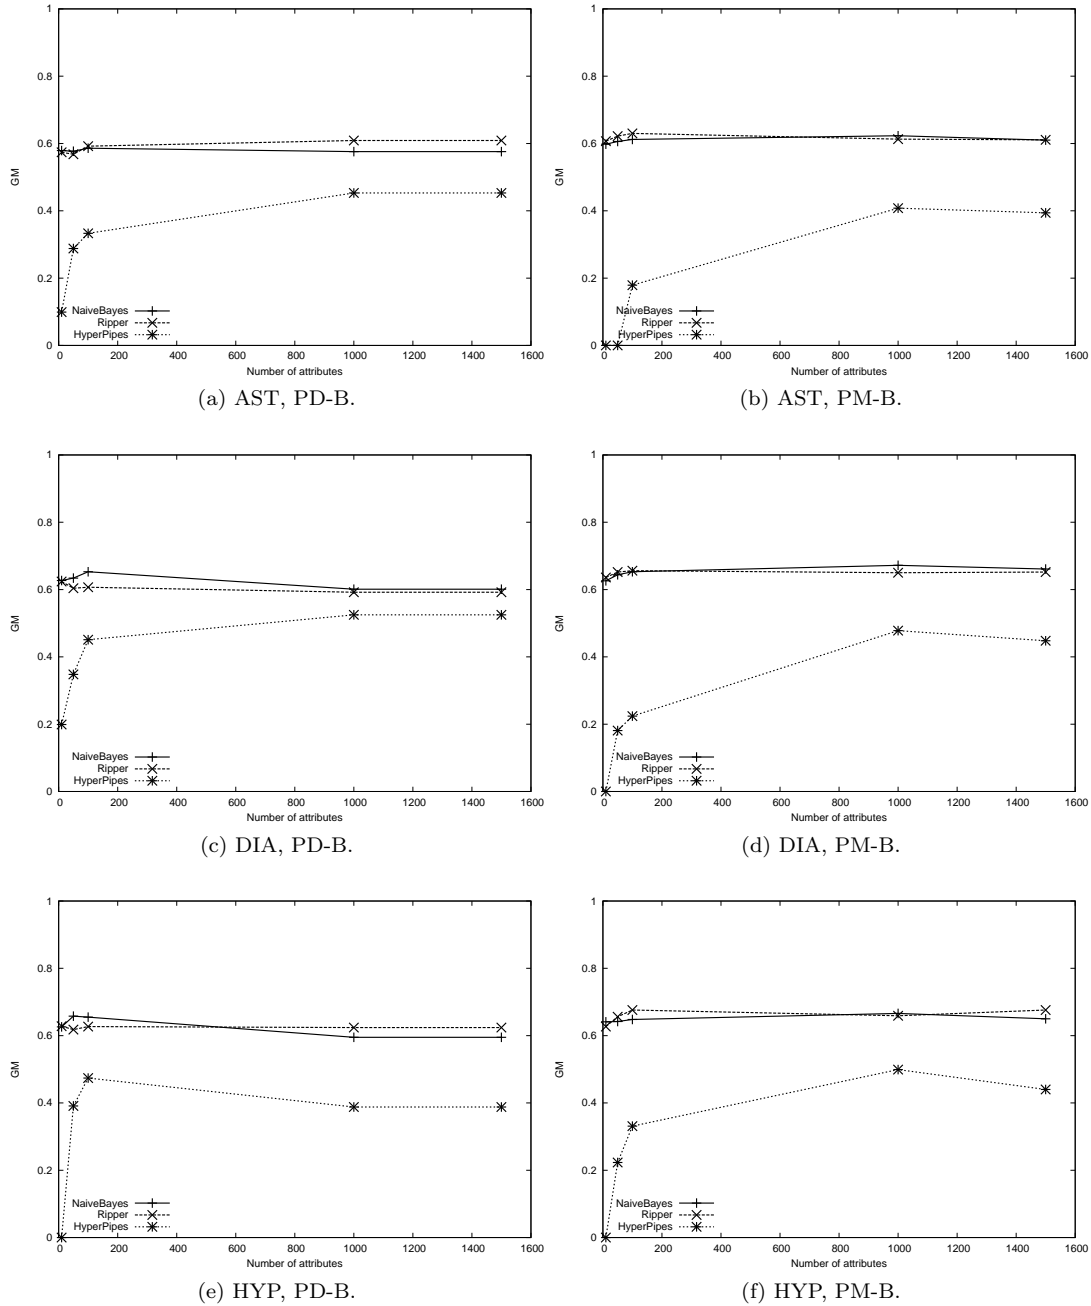 1
0.8
0.6
GM
0.4
0.2
NaiveBayes
Ripper
HyperPipes
0
0 200 400 600 800 1000 1200 1400 1600
Number of attributes
(a) AST, PD-B.
1
0.8
0.6
GM
0.4
0.2
NaiveBayes
Ripper
HyperPipes
0
0 200 400 600 800 1000 1200 1400 1600
Number of attributes
(b) AST, PM-B.
1
0.8
0.6
GM
0.4
0.2
NaiveBayes
Ripper
HyperPipes
0
0 200 400 600 800 1000 1200 1400 1600
Number of attributes
(c) DIA, PD-B.
1
0.8
0.6
GM
0.4
0.2
NaiveBayes
Ripper
HyperPipes
0
0 200 400 600 800 1000 1200 1400 1600
Number of attributes
(d) DIA, PM-B.
1
0.8
0.6
GM
0.4
0.2
NaiveBayes
Ripper
HyperPipes
0
0 200 400 600 800 1000 1200 1400 1600
Number of attributes
(e) HYP, PD-B.
1
0.8
0.6
GM
0.4
0.2
NaiveBayes
Ripper
HyperPipes
0
0 200 400 600 800 1000 1200 1400 1600
Number of attributes
(f) HYP, PM-B.